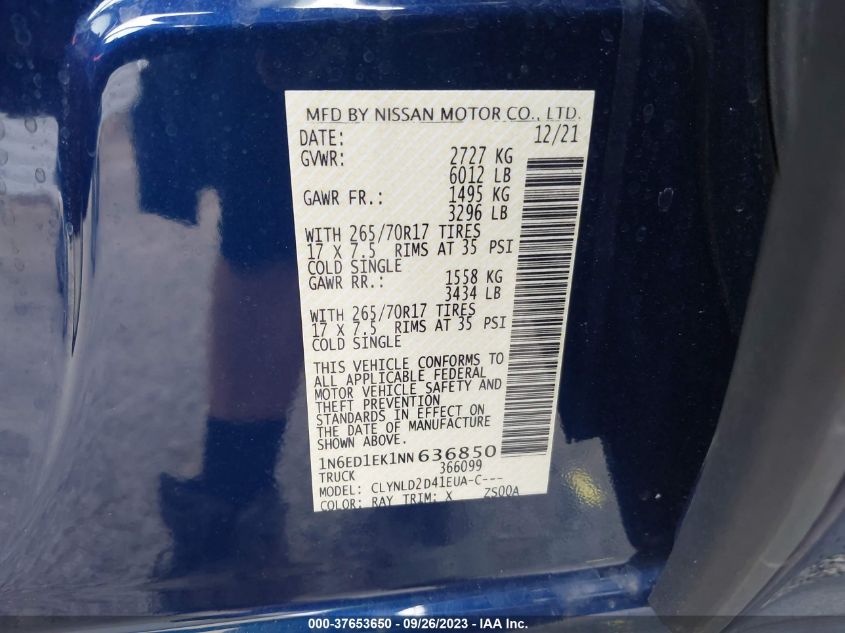 MFD BY NISSAN MOTOR CO., LTD.
DATE: 12/21
GVWR: 2727 KG
6012 LB
GAWR FR.: 1495 KG
3296 LB
WITH 265/70R17 TIRES
17 X 7.5 RIMS AT 35 PSI
COLD SINGLE
GAWR RR.: 1558 KG
3434 LB
WITH 265/70R17 TIRES
17 X 7.5 RIMS AT 35 PSI
COLD SINGLE
THIS VEHICLE CONFORMS TO
ALL APPLICABLE FEDERAL
MOTOR VEHICLE SAFETY AND
THEFT PREVENTION
STANDARDS IN EFFECT ON
THE DATE OF MANUFACTURE
SHOWN ABOVE.
1N6ED1EK1NN 636850
TRUCK 366099
MODEL: CLYNLD2D41EUA-C---
COLOR: RAY TRIM: X ZS00A
000-37653650 - 09/26/2023 - IAA Inc.